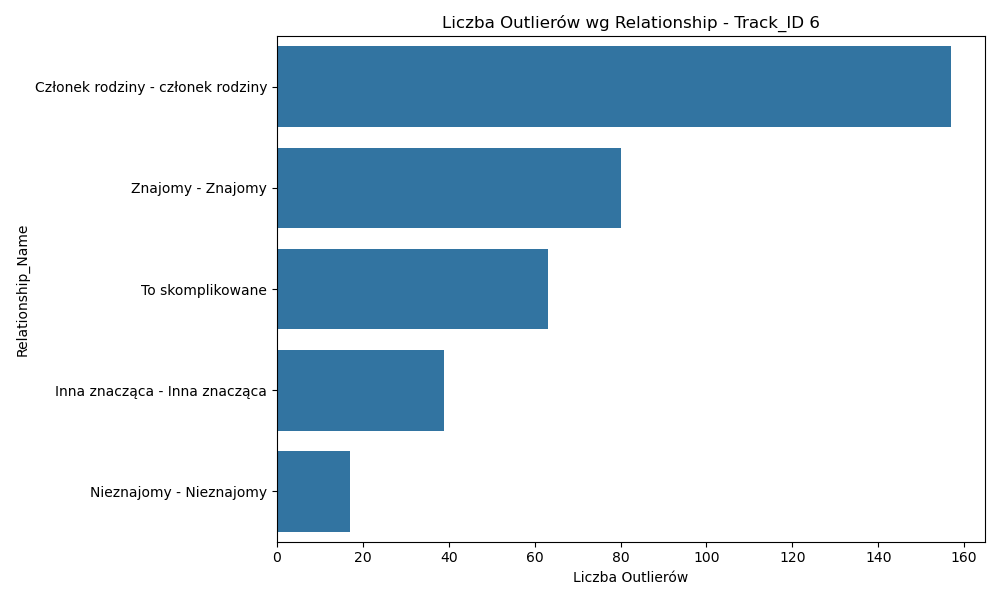 Liczba Outlierów wg Relationship - Track_ID 6
Członek rodziny - członek rodziny
Znajomy - Znajomy
To skomplikowane
Inna znacząca - Inna znacząca
Nieznajomy - Nieznajomy
Relationship_Name
0 20 40 60 80 100 120 140 160
Liczba Outlierów